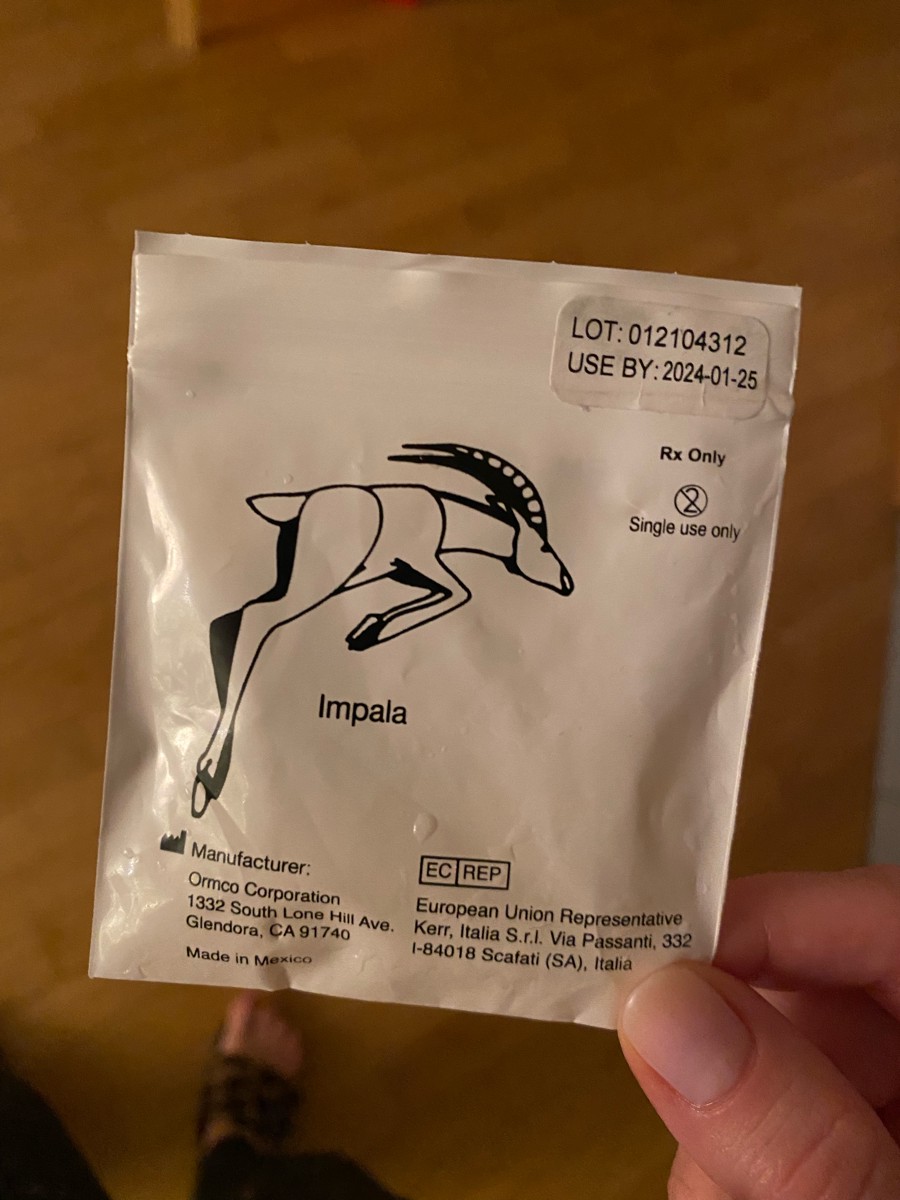 LOT: 012104312
USE BY: 2024-01-25
Rx Only
2
Single use only
Impala
Manufacturer:
Ormco Corporation
1332 South Lone Hill Ave.
Glendora, CA 91740
Made in Mexico
EC REP
European Union Representative
Kerr, Italia S.r.l. Via Passanti, 332
I-84018 Scafati (SA), Italia